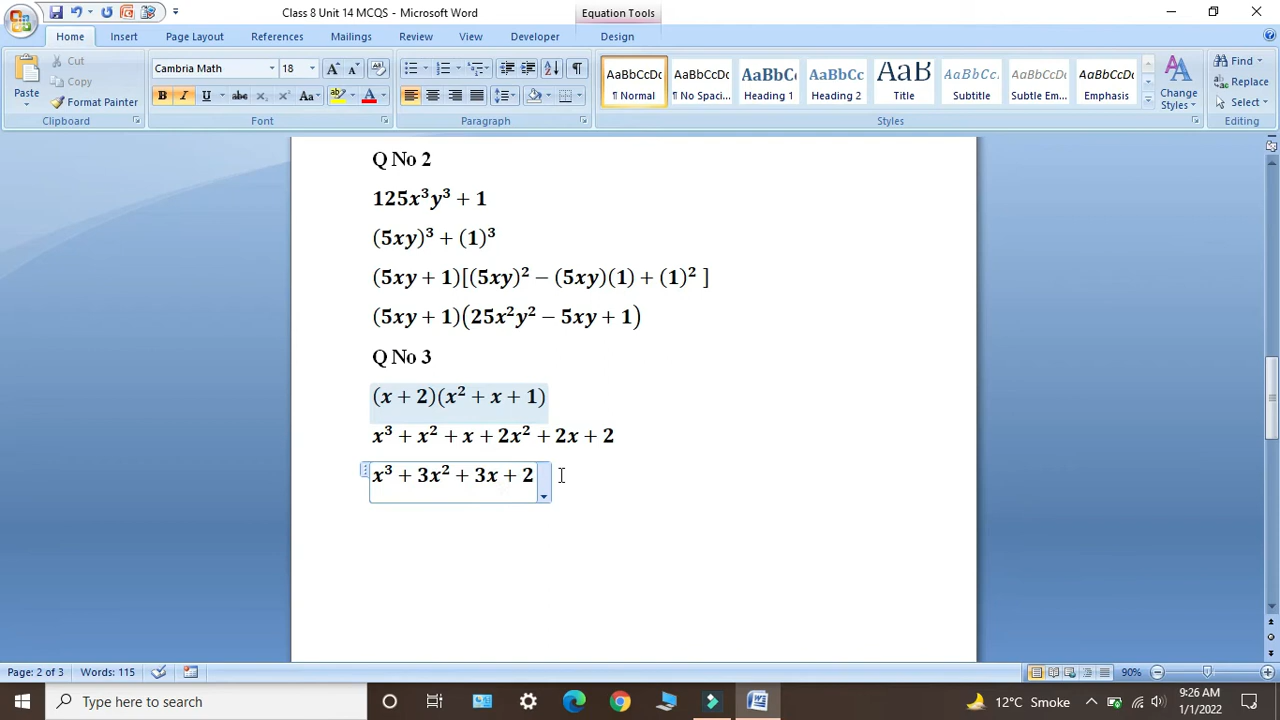 Class 8 Unit 14 MCQS - Microsoft Word
Equation Tools
Home Insert Page Layout References Mailings Review View Developer Design
Paste
Cut
Copy
Format Painter
Clipboard
Cambria Math 18
Font
Paragraph
AaBbCcDc AaBbCcDc AaBbC AaBbCc AaB AaBbCc. AaBbCcDc AaBbCcDc
¶ Normal ¶ No Spaci... Heading 1 Heading 2 Title Subtitle Subtle Em... Emphasis
Change Styles
Styles
Find
Replace
Select
Editing
Q No 2
125x³y³ + 1
(5xy)³ + (1)³
(5xy + 1)[(5xy)² − (5xy)(1) + (1)² ]
(5xy + 1)(25x²y² − 5xy + 1)
Q No 3
(x + 2)(x² + x + 1)
x³ + x² + x + 2x² + 2x + 2
x³ + 3x² + 3x + 2
Page: 2 of 3 Words: 115 90%
Type here to search
12°C Smoke
9:26 AM
1/1/2022